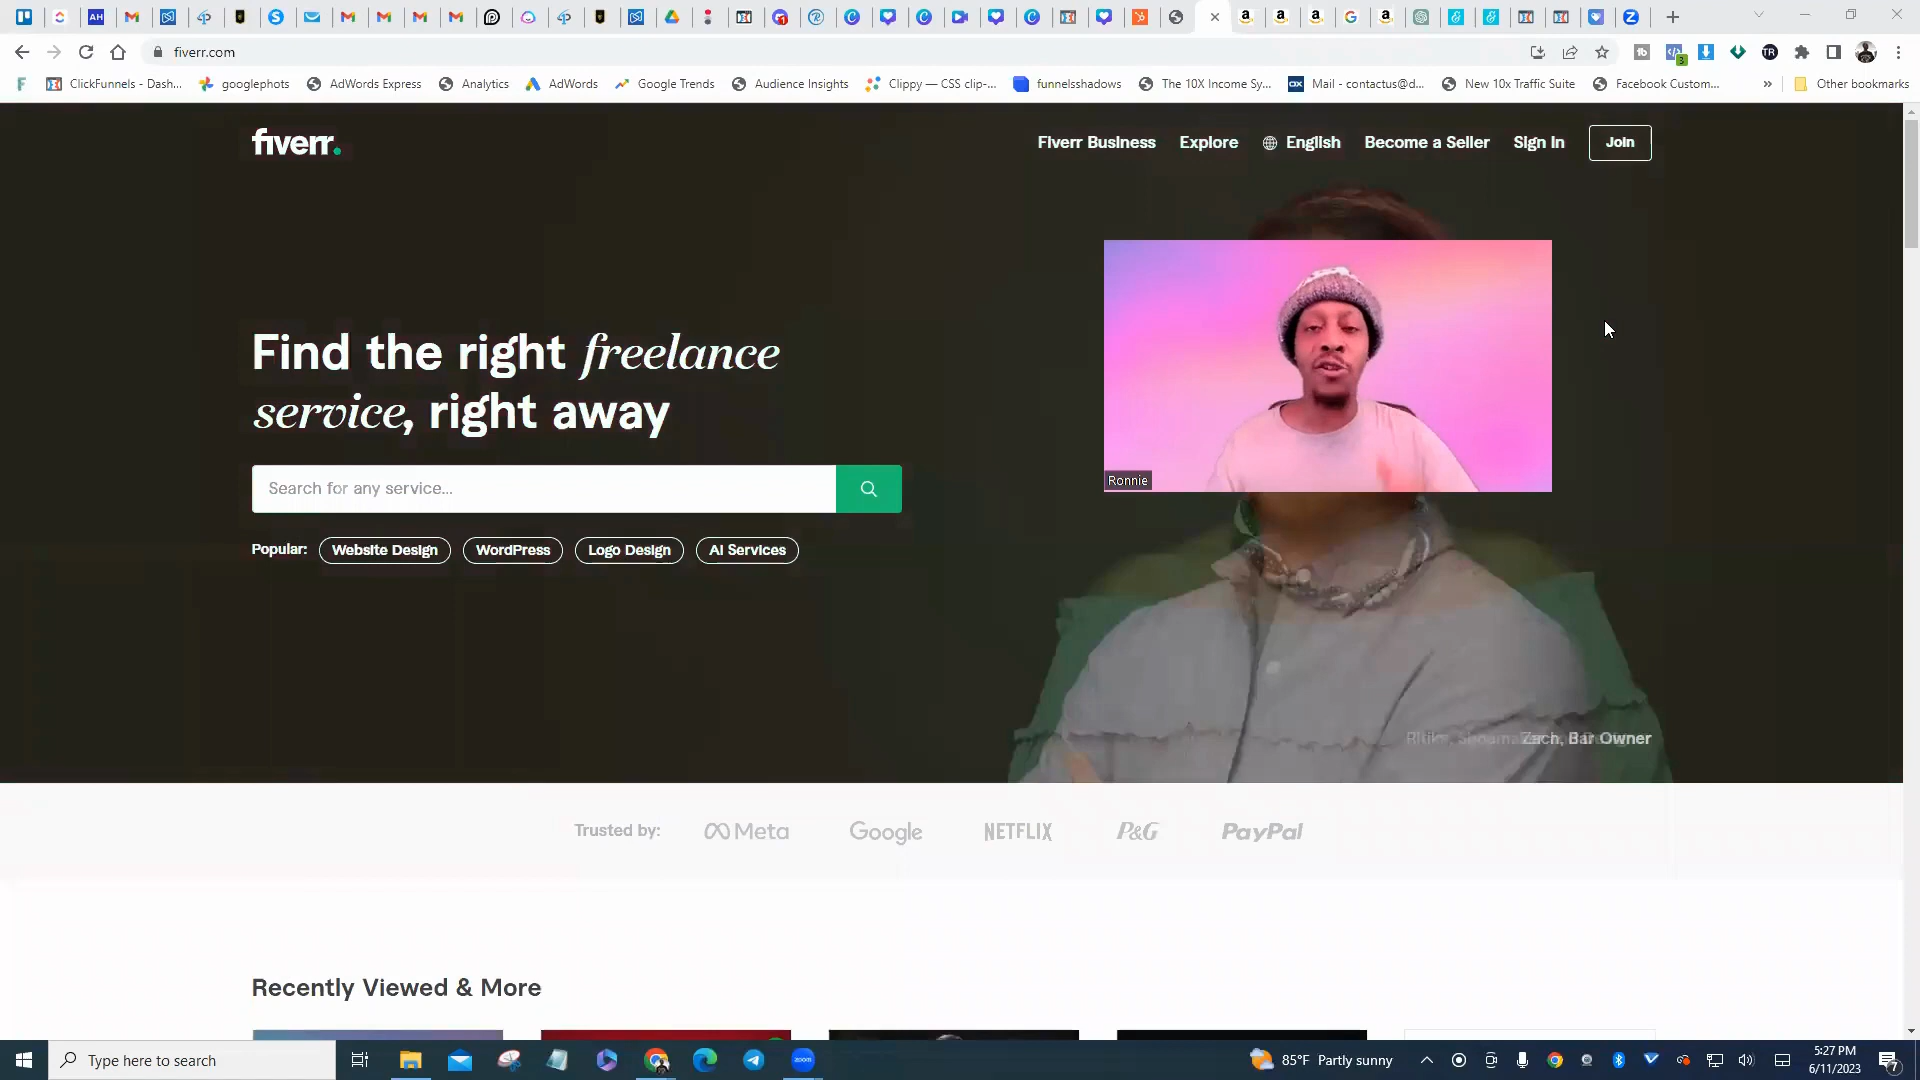 fiverr.com
ClickFunnels - Dash...
googlephots
AdWords Express
Analytics
AdWords
Google Trends
Audience Insights
Clippy — CSS clip-...
funnelsshadows
The 10X Income Sy...
Mail - contactus@d...
New 10x Traffic Suite
Facebook Custom...
»
Other bookmarks
fiverr.
Fiverr Business
Explore
English
Become a Seller
Sign In
Join
Find the right freelance
service, right away
Search for any service...
Popular:
Website Design
WordPress
Logo Design
AI Services
Ronnie
Zach, Bar Owner
Trusted by:
Meta
Google
NETFLIX
P&G
PayPal
Recently Viewed & More
Type here to search
85°F Partly sunny
5:27 PM
6/11/2023
7